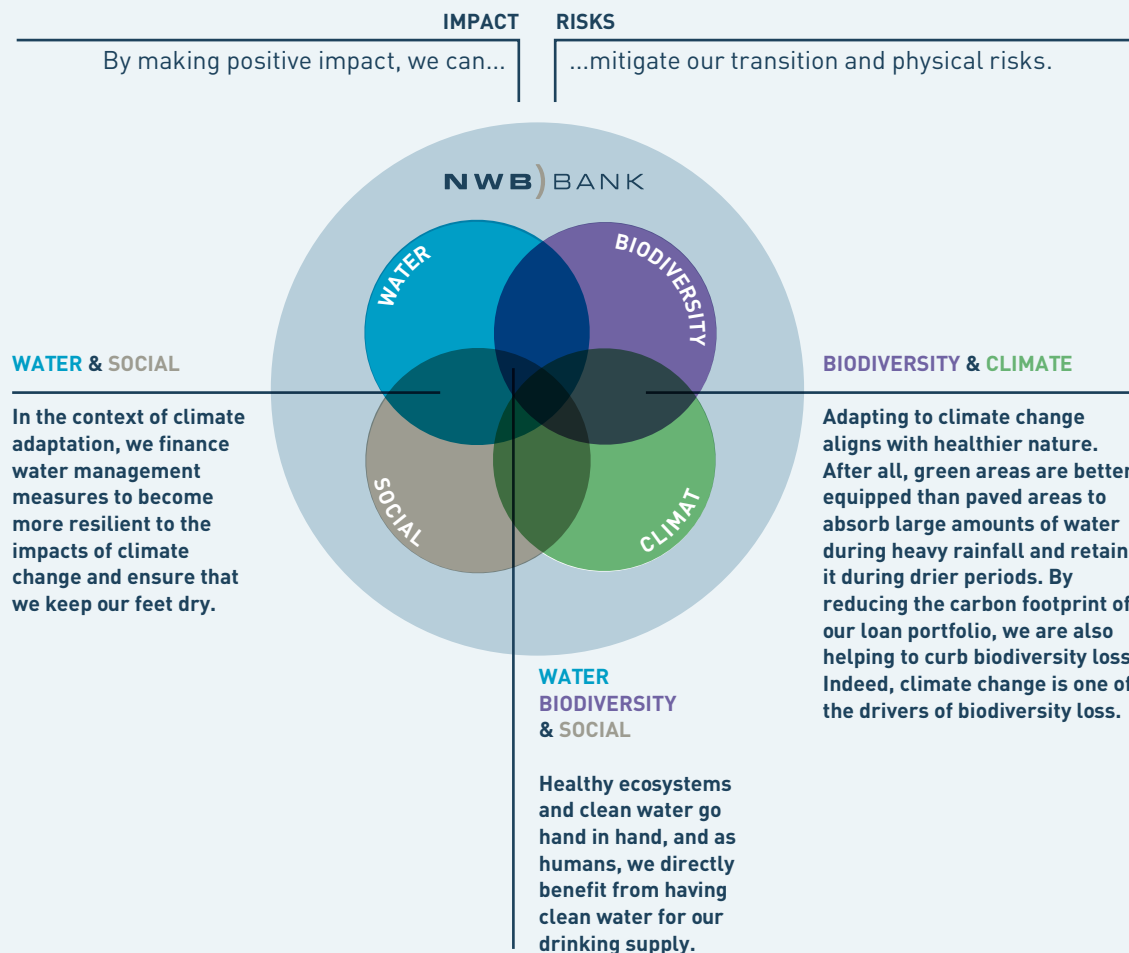 IMPACT
RISKS
By making positive impact, we can...
...mitigate our transition and physical risks.
NWB)BANK
WATER
BIODIVERSITY
SOCIAL
CLIMAT
WATER & SOCIAL
In the context of climate
adaptation, we finance
water management
measures to become
more resilient to the
impacts of climate
change and ensure that
we keep our feet dry.
BIODIVERSITY & CLIMATE
Adapting to climate change
aligns with healthier nature.
After all, green areas are better
equipped than paved areas to
absorb large amounts of water
during heavy rainfall and retain
it during drier periods. By
reducing the carbon footprint of
our loan portfolio, we are also
helping to curb biodiversity loss
Indeed, climate change is one of
the drivers of biodiversity loss.
WATER
BIODIVERSITY
& SOCIAL
Healthy ecosystems
and clean water go
hand in hand, and as
humans, we directly
benefit from having
clean water for our
drinking supply.